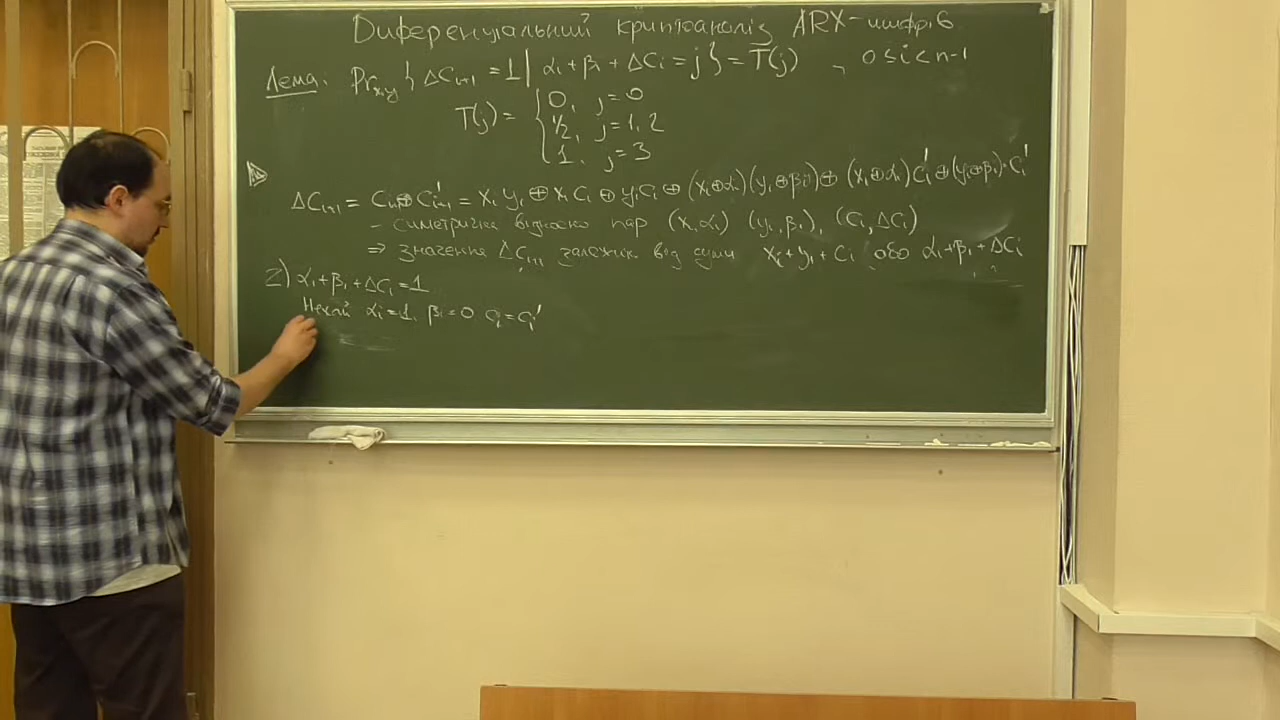 Диференціальний криптоаналіз ARX-шифрів
Лема: Pr_{x,y} { ΔC_{i+1} = 1 | α_i + β_i + ΔC_i = j } = T(j) , 0 ≤ i < n-1
T(j) = { 0, j = 0
1/2, j = 1,2
1, j = 3
ΔC_{i+1} = C_{i+1} ⊕ C'_{i+1} = x_i y_i ⊕ x_i c_i ⊕ y_i c_i ⊕ (x_i ⊕ α_i)(y_i ⊕ β_i) ⊕ (x_i ⊕ α_i) C'_i ⊕ (y_i ⊕ β_i) · C'_i
- симетрична відносно пар (x_i, α_i) (y_i, β_i), (C_i, ΔC_i)
⇒ значення ΔC_{i+1} залежить від суми x_i + y_i + C_i або α_i + β_i + ΔC_i
2) α_i + β_i + ΔC_i = 1
Нехай α_i = 1, β_i = 0 C_i = C'_i